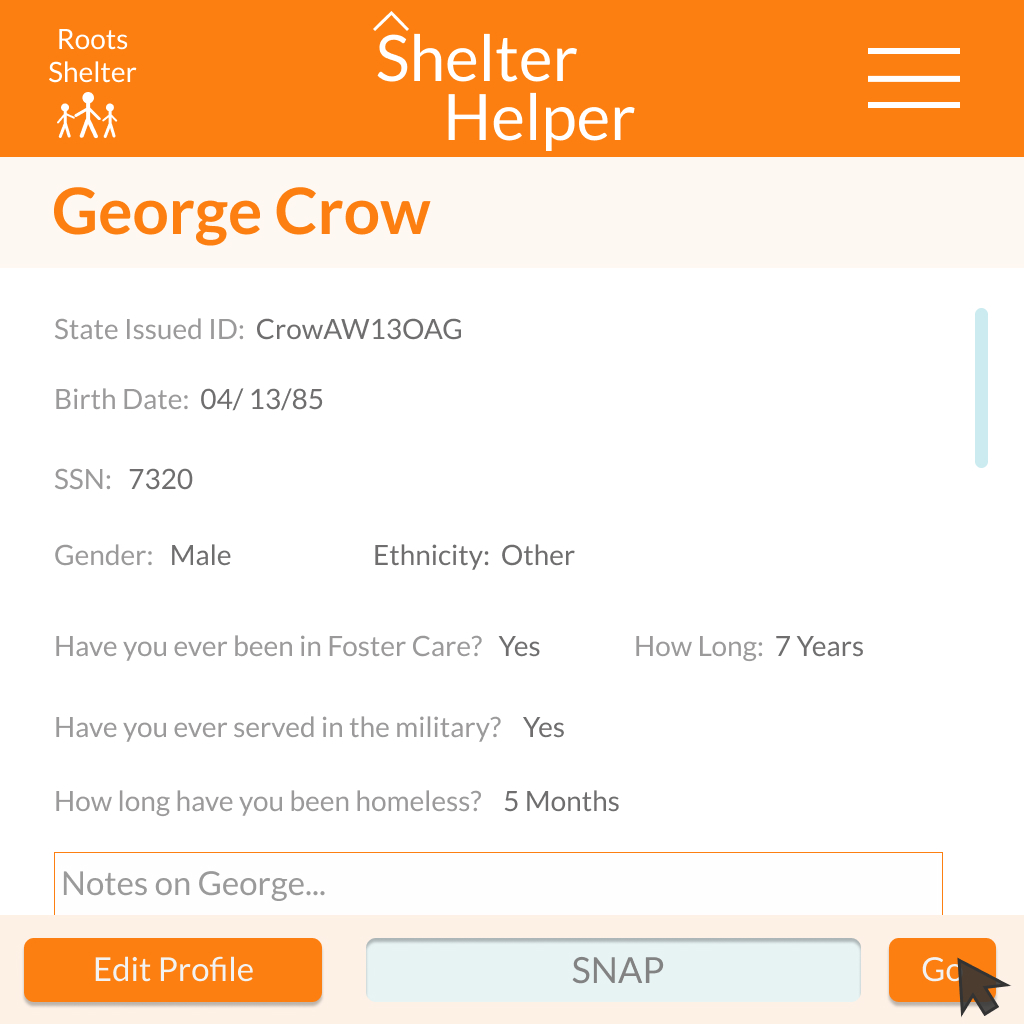 Roots
Shelter
Shelter
Helper
George Crow
State Issued ID: CrowAW13OAG
Birth Date: 04/ 13/85
SSN: 7320
Gender: Male Ethnicity: Other
Have you ever been in Foster Care? Yes How Long: 7 Years
Have you ever served in the military? Yes
How long have you been homeless? 5 Months
Notes on George...
Edit Profile SNAP Go